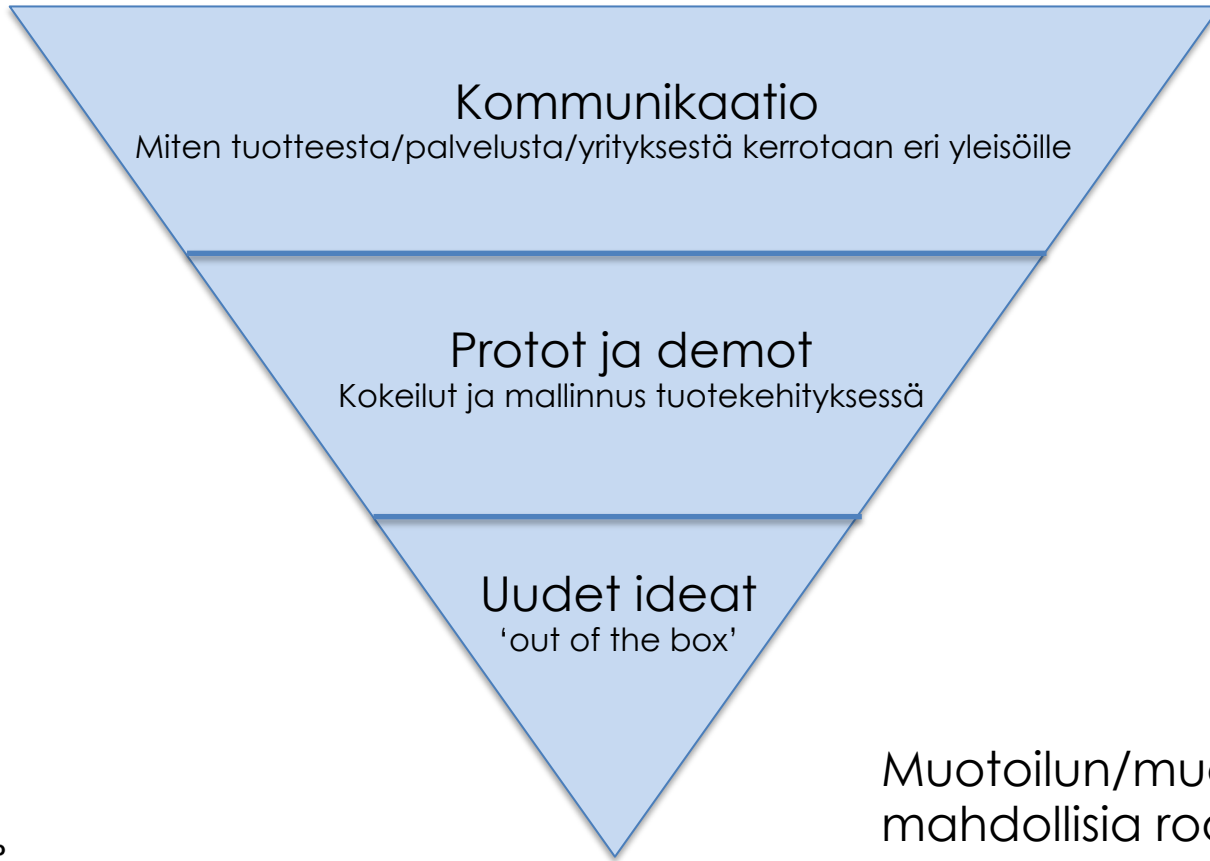 Kommunikaatio
Miten tuotteesta/palvelusta/yrityksestä kerrotaan eri yleisöille
Protot ja demot
Kokeilut ja mallinnus tuotekehityksessä
Uudet ideat
‘out of the box’
mahdollisia